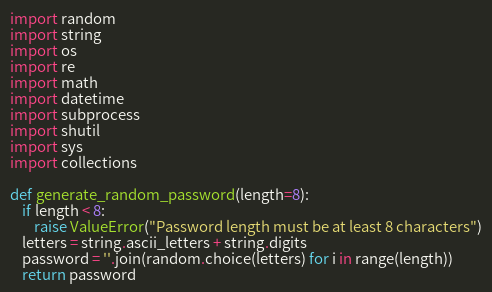 import random
import string
import os
import re
import math
import datetime
import subprocess
import shutil
import sys
import collections

def generate_random_password(length=8):
    if length < 8:
        raise ValueError("Password length must be at least 8 characters")
    letters = string.ascii_letters + string.digits
    password = ''.join(random.choice(letters) for i in range(length))
    return password